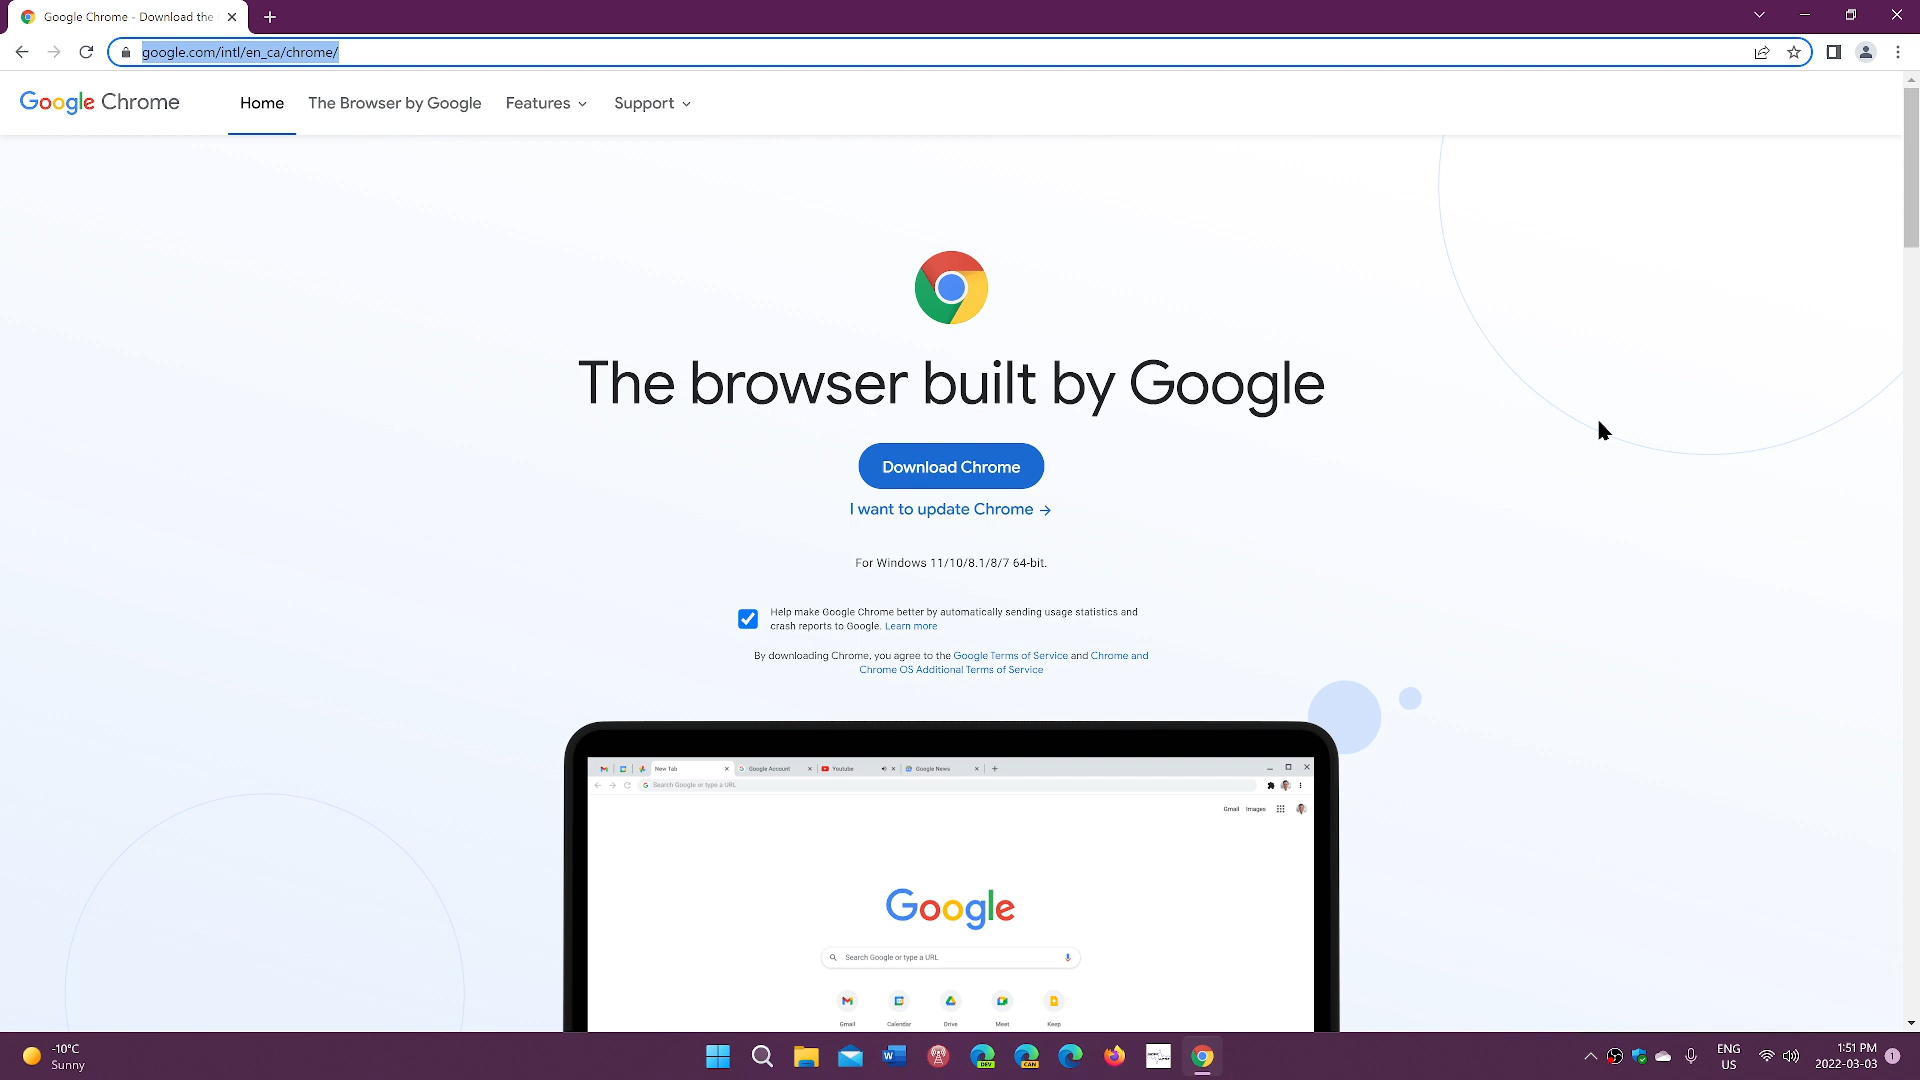 Google Chrome - Download the
google.com/intl/en_ca/chrome/
Google Chrome
Home
The Browser by Google
Features
Support
The browser built by Google
Download Chrome
I want to update Chrome →
For Windows 11/10/8.1/8/7 64-bit.
Help make Google Chrome better by automatically sending usage statistics and
crash reports to Google. Learn more
By downloading Chrome, you agree to the Google Terms of Service and Chrome and
Chrome OS Additional Terms of Service
New Tab
Google Account
Youtube
Google News
Search Google or type a URL
Gmail Images
Google
Search Google or type a URL
Gmail
Calendar
Drive
Meet
Keep
-10°C
Sunny
DEV
CAN
ENG
US
1:51 PM
2022-03-03
1